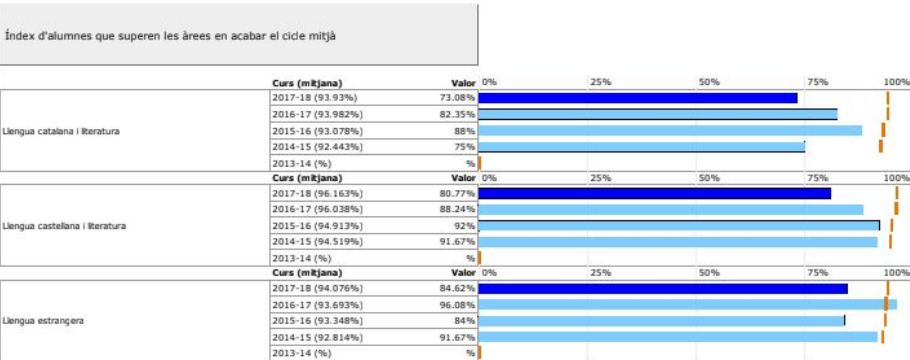 Índex d'alumnes que superen les àrees en acabar el cicle mitjà
Curs (mitjana) Valor 0% 25% 50% 75% 100%
Llengua catalana i literatura
2017-18 (93.93%) 73.08%
2016-17 (93.982%) 82.35%
2015-16 (93.078%) 88%
2014-15 (92.443%) 75%
2013-14 (%) %
Curs (mitjana) Valor 0% 25% 50% 75% 100%
Llengua castellana i literatura
2017-18 (96.163%) 80.77%
2016-17 (96.038%) 88.24%
2015-16 (94.913%) 92%
2014-15 (94.519%) 91.67%
2013-14 (%) %
Curs (mitjana) Valor 0% 25% 50% 75% 100%
Llengua estrangera
2017-18 (94.076%) 84.62%
2016-17 (93.693%) 96.08%
2015-16 (93.348%) 84%
2014-15 (92.814%) 91.67%
2013-14 (%) %